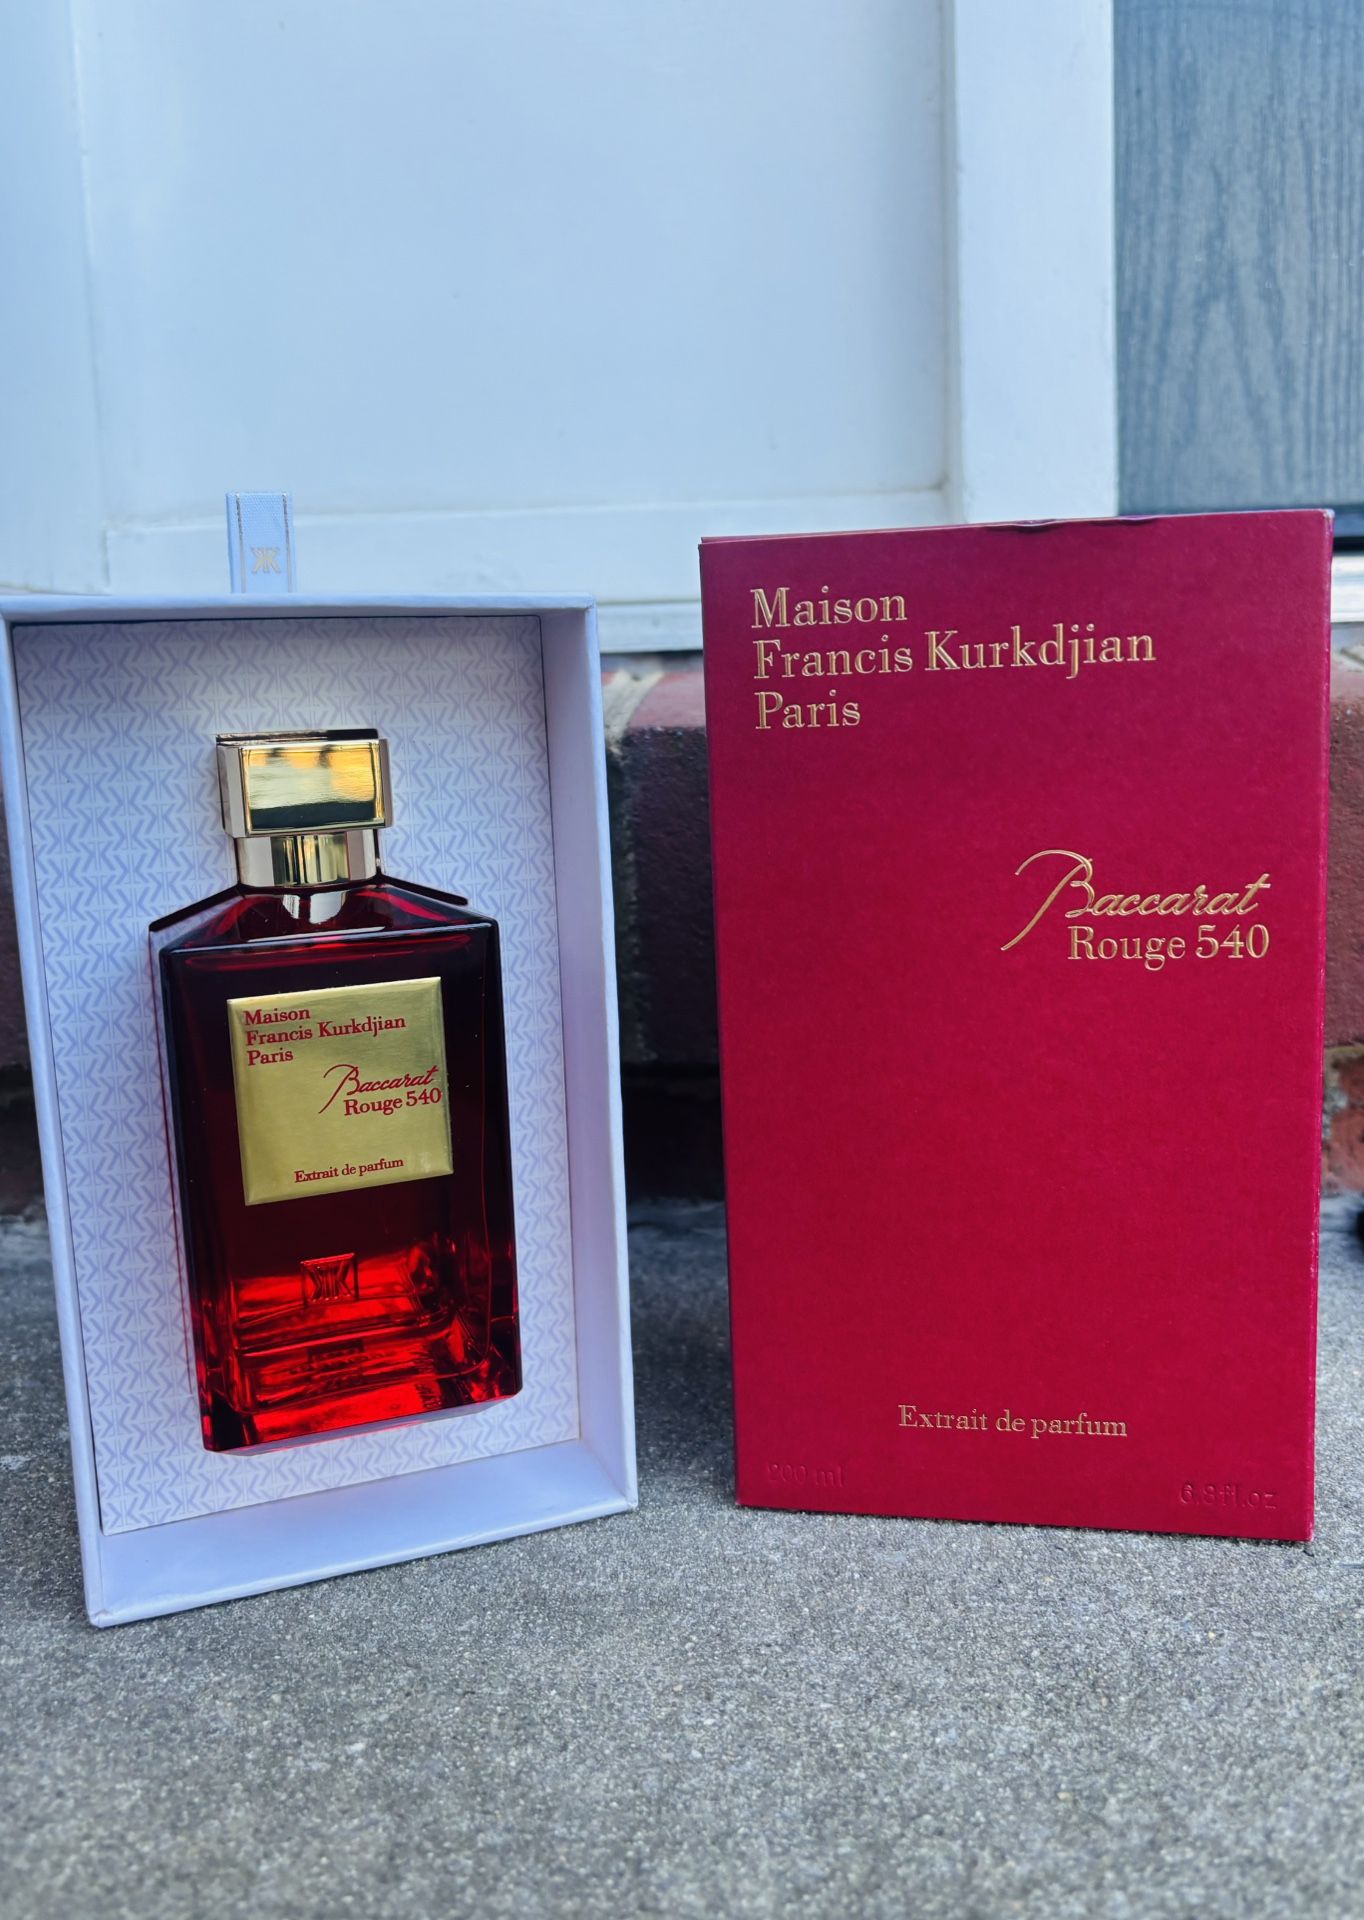 Maison
Francis Kurkdjian
Paris
Baccarat
Rouge 540
Extrait de parfum
Maison
Francis Kurkdjian
Paris
Baccarat
Rouge 540
Extrait de parfum
200 ml
6.8 fl.oz